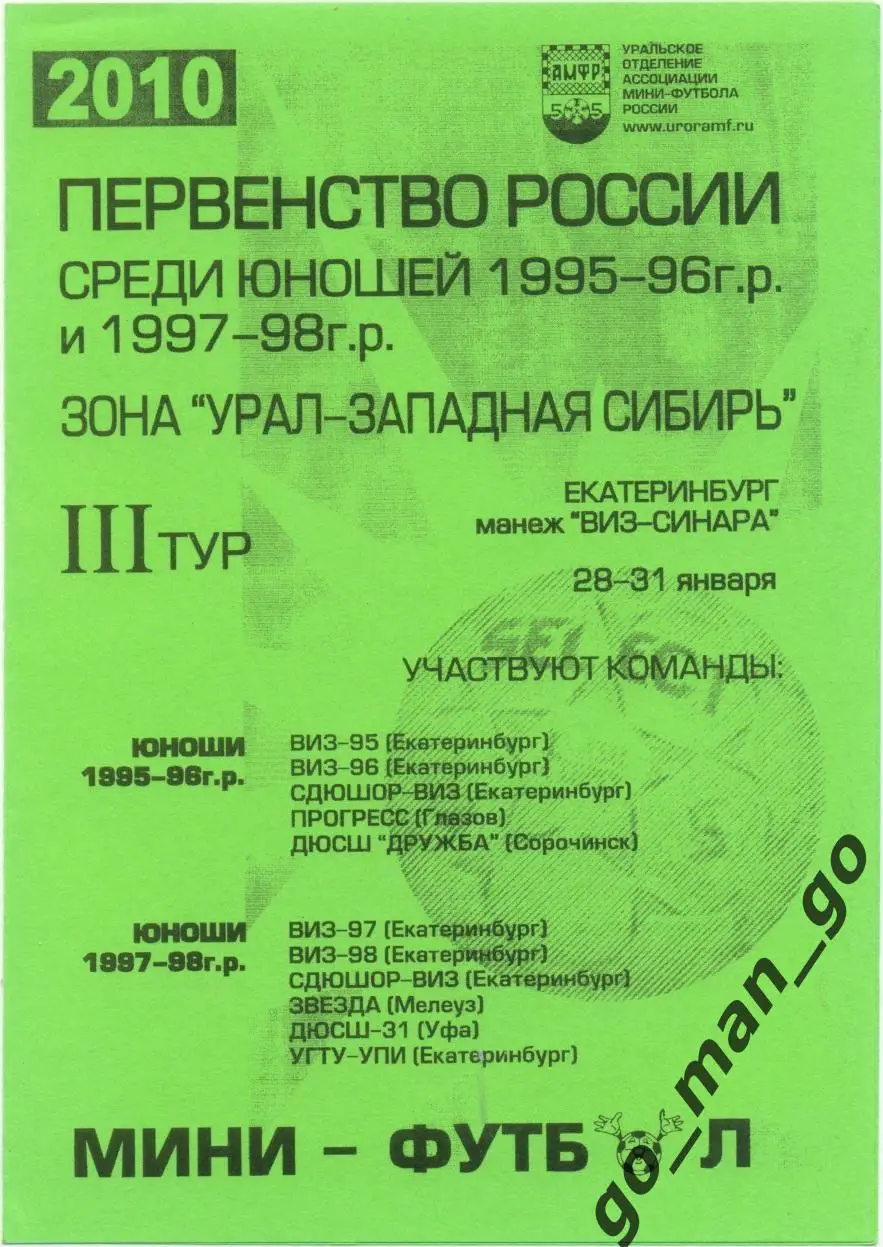 2010
АМФР
5 5
УРАЛЬСКОЕ
ОТДЕЛЕНИЕ
АССОЦИАЦИИ
МИНИ-ФУТБОЛА
РОССИИ
www.uroramf.ru
ПЕРВЕНСТВО РОССИИ
СРЕДИ ЮНОШЕЙ 1995-96г.р.
и 1997-98г.р.
ЗОНА "УРАЛ-ЗАПАДНАЯ СИБИРЬ"
III ТУР
ЕКАТЕРИНБУРГ
манеж "ВИЗ-СИНАРА"
28-31 января
SELECT
УЧАСТВУЮТ КОМАНДЫ:
ЮНОШИ
1995-96г.р.
ВИЗ-95 (Екатеринбург)
ВИЗ-96 (Екатеринбург)
СДЮШОР-ВИЗ (Екатеринбург)
ПРОГРЕСС (Глазов)
ДЮСШ "ДРУЖБА" (Сорочинск)
ЮНОШИ
1997-98г.р.
ВИЗ-97 (Екатеринбург)
ВИЗ-98 (Екатеринбург)
СДЮШОР-ВИЗ (Екатеринбург)
ЗВЕЗДА (Мелеуз)
ДЮСШ-31 (Уфа)
УГТУ-УПИ (Екатеринбург)
МИНИ - ФУТБ Л
go_man_go